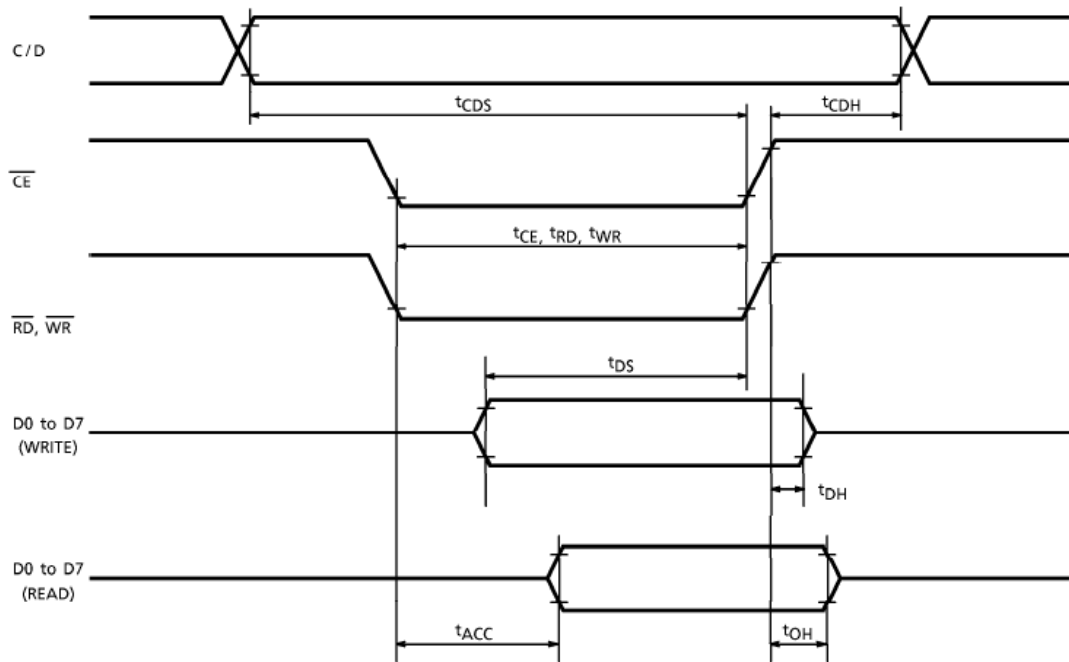 C/D
tCDS
tCDH
CE
tCE, tRD, tWR
RD, WR
tDS
D0 to D7
(WRITE)
tDH
D0 to D7
(READ)
tACC
tOH